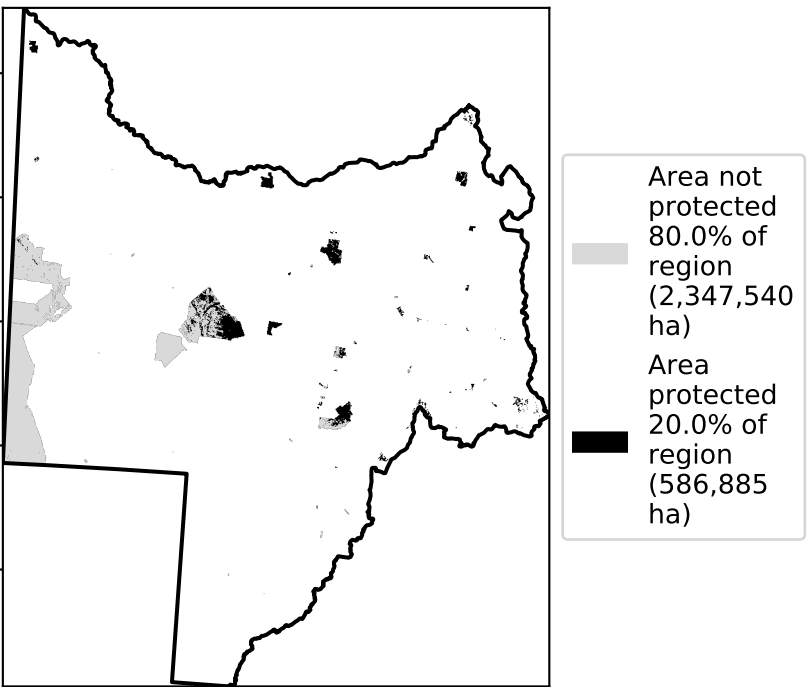 Area not
protected
80.0% of
region
(2,347,540
ha)
Area
protected
20.0% of
region
(586,885
ha)